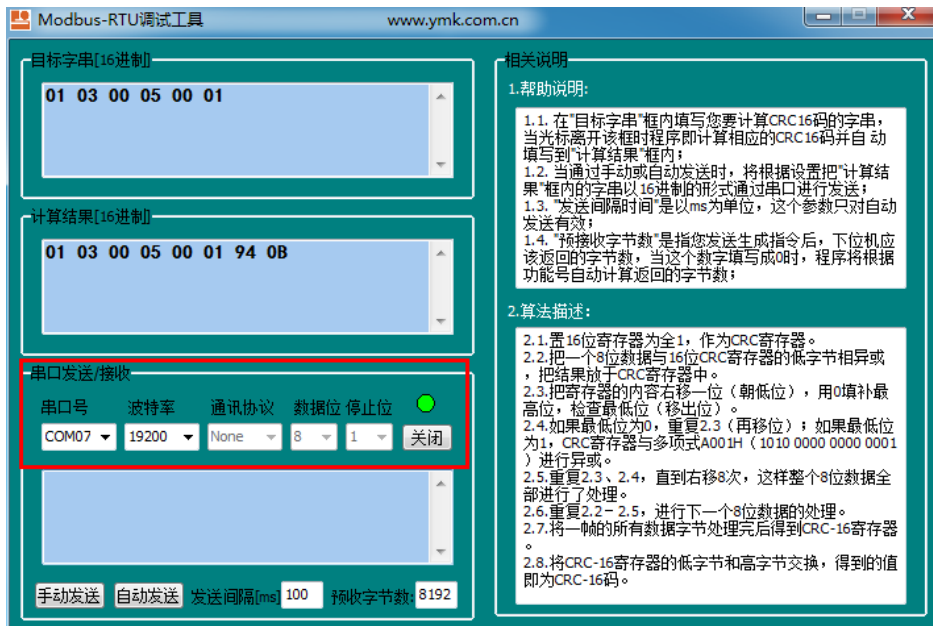 Modbus-RTU调试工具 www.ymk.com.cn
目标字串[16进制]
01 03 00 05 00 01
计算结果[16进制]
01 03 00 05 00 01 94 0B
串口发送/接收
串口号 波特率 通讯协议 数据位 停止位
COM07 19200 None 8 1 关闭
手动发送 自动发送 发送间隔[ms] 100 预收字节数: 8192
相关说明
1.帮助说明:
1.1. 在"目标字串"框内填写您要计算CRC16码的字串，
当光标离开该框时程序即计算相应的CRC16码并自 动
填写到"计算结果"框内；
1.2. 当通过手动或自动发送时，将根据设置把"计算结
果"框内的字串以16进制的形式通过串口进行发送；
1.3. "发送间隔时间"是以ms为单位，这个参数只对自动
发送有效；
1.4. "预接收字节数"是指您发送生成指令后，下位机应
该返回的字节数，当这个数字填写成0时，程序将根据
功能号自动计算返回的字节数；
2.算法描述:
2.1.置16位寄存器为全1，作为CRC寄存器。
2.2.把一个8位数据与16位CRC寄存器的低字节相异或
，把结果放于CRC寄存器中。
2.3.把寄存器的内容右移一位（朝低位），用0填补最
高位，检查最低位（移出位）。
2.4.如果最低位为0，重复2.3（再移位）；如果最低位
为1，CRC寄存器与多项式A001H（1010 0000 0000 0001
）进行异或。
2.5.重复2.3、2.4，直到右移8次，这样整个8位数据全
部进行了处理。
2.6.重复2.2－2.5，进行下一个8位数据的处理。
2.7.将一帧的所有数据字节处理完后得到CRC-16寄存器
。
2.8.将CRC-16寄存器的低字节和高字节交换，得到的值
即为CRC-16码。